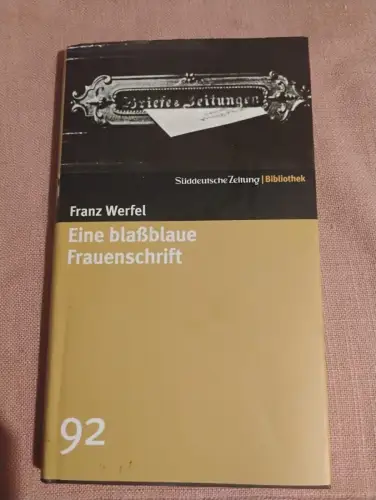 Briefe & Zeitungen
Süddeutsche Zeitung | Bibliothek
Franz Werfel
Eine blaßblaue
Frauenschrift
92